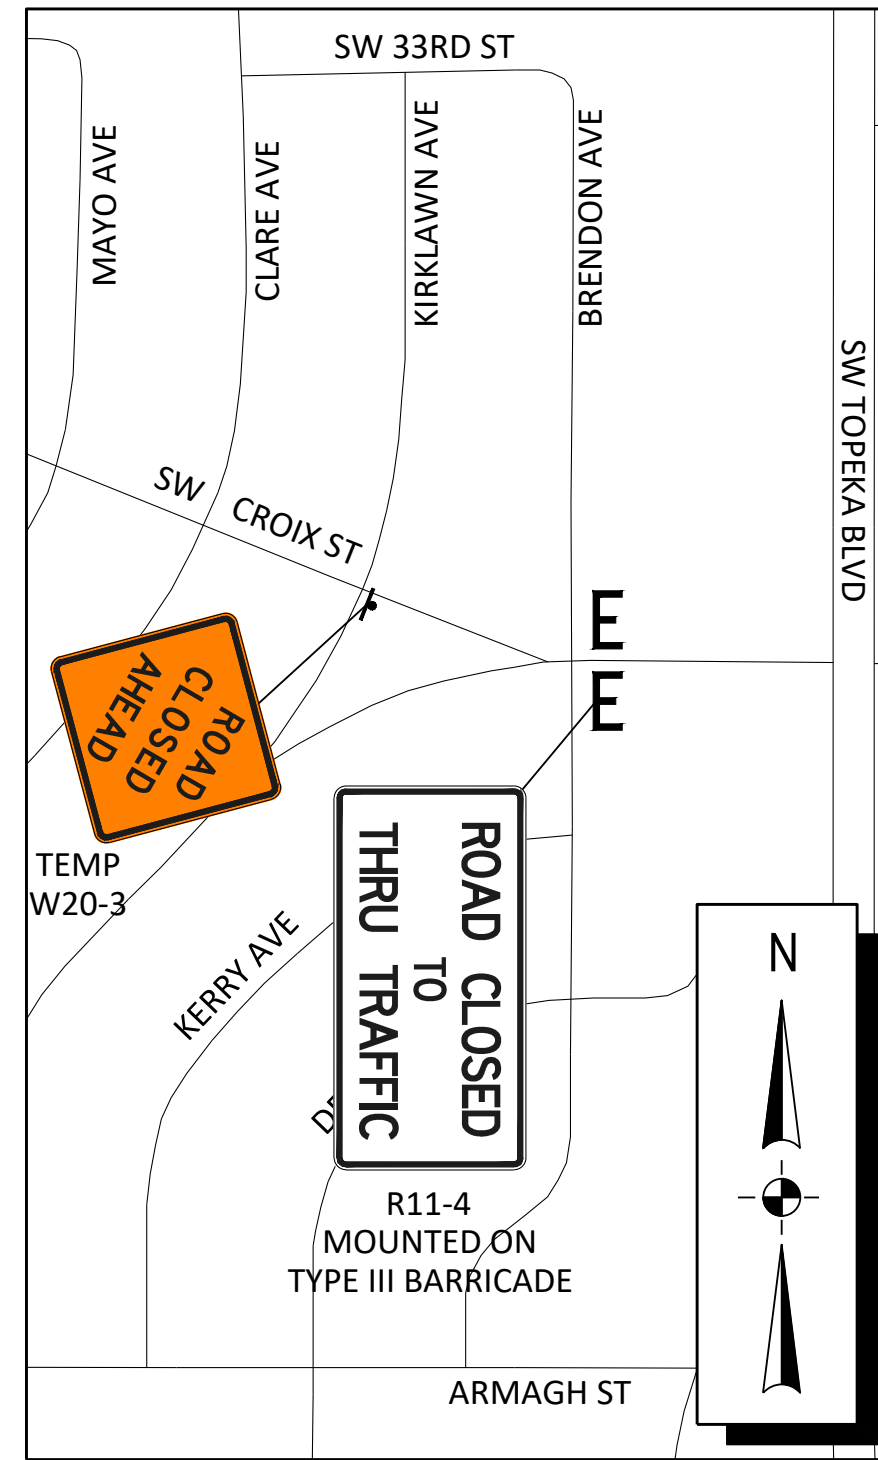 SW 33RD ST
MAYO AVE
CLARE AVE
KIRKLAWN AVE
BRENDON AVE
SW TOPEKA BLVD
SW CROIX ST
ROAD
CLOSED
AHEAD
TEMP
W20-3
KERRY AVE
ROAD CLOSED
TO
THRU TRAFFIC
R11-4
MOUNTED ON
TYPE III BARRICADE
N
ARMAGH ST